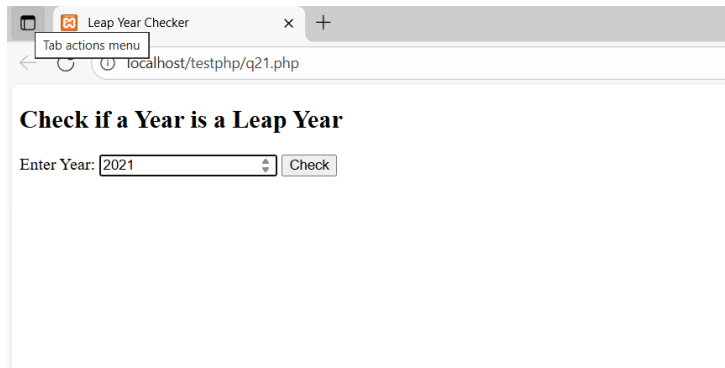 Leap Year Checker
Tab actions menu
localhost/testphp/q21.php
Check if a Year is a Leap Year
Enter Year: 2021 Check